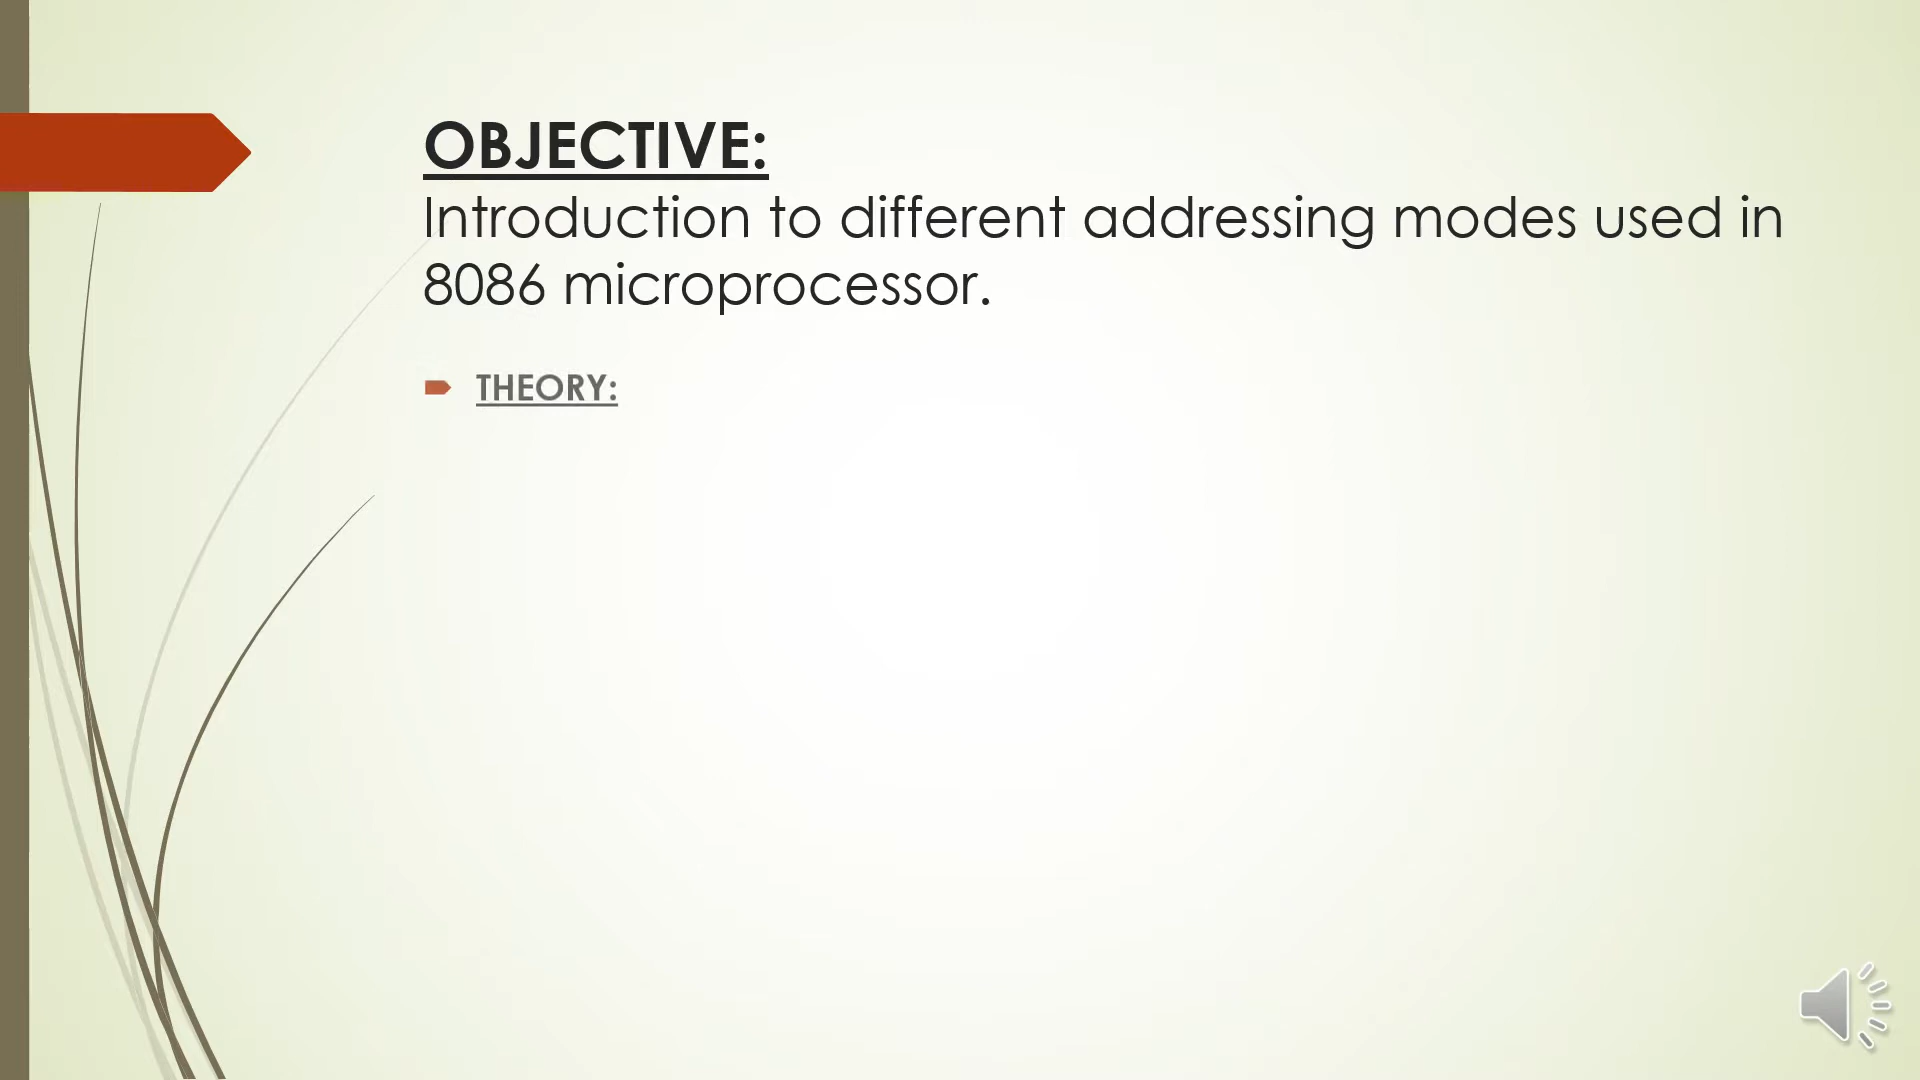 OBJECTIVE:
Introduction to different addressing modes used in
8086 microprocessor.
THEORY: